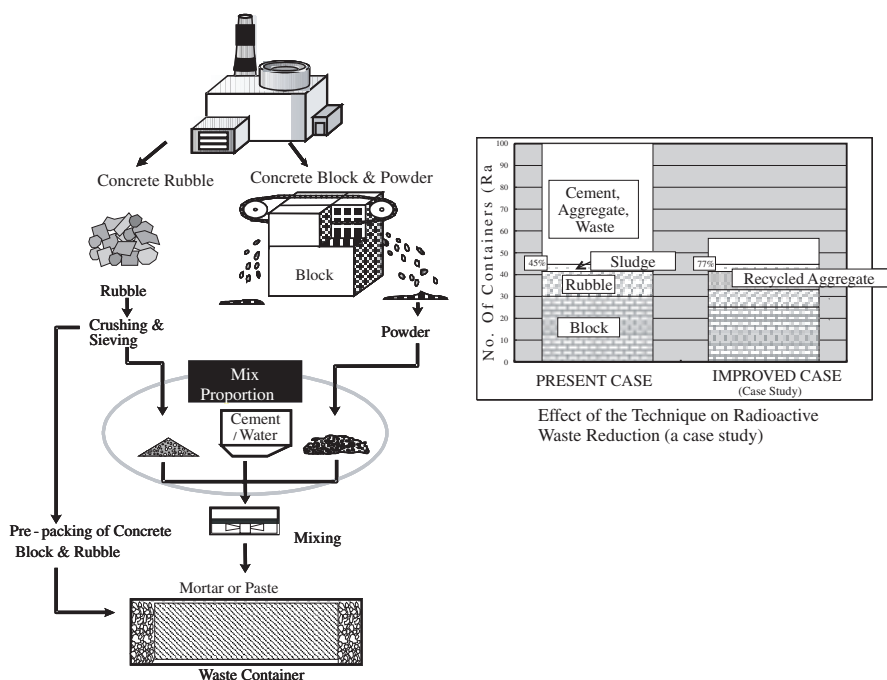 Concrete Rubble
Concrete Block & Powder
Block
Rubble
Crushing &
Sieving
Powder
Mix
Proportion
Cement
/ Water
Pre - packing of Concrete
Block & Rubble
Mixing
Mortar or Paste
Waste Container
No. Of Containers (Ra
100
90
80
70
60
50
40
30
20
10
0
Cement,
Aggregate,
Waste
45%
Sludge
77%
Rubble
Recycled Aggregate
Block
PRESENT CASE
IMPROVED CASE
(Case Study)
Effect of the Technique on Radioactive
Waste Reduction (a case study)